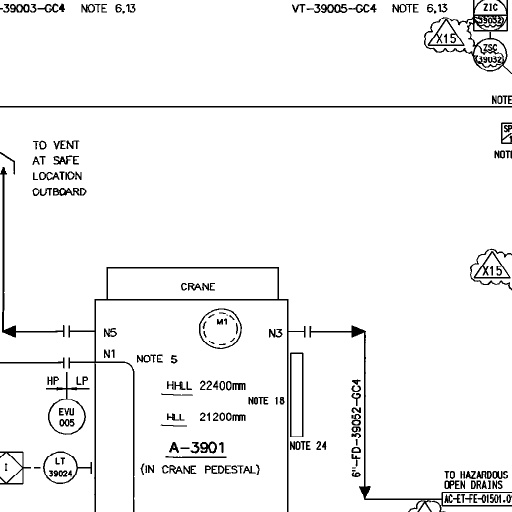 -39003-GC4 NOTE 6,13
VT-39005-GC4 NOTE 6,13
ZIC
39032
X15
ZSC
39032
NOTE
TO VENT
AT SAFE
LOCATION
OUTBOARD
SP
NOTE
X15
CRANE
M1
N5
N3
N1
NOTE 5
HP LP
HHLL 22400mm
NOTE 18
EVU
005
HLL 21200mm
A-3901
(IN CRANE PEDESTAL)
NOTE 24
6"-FD-39052-GC4
I
LT
39024
TO HAZARDOUS
OPEN DRAINS
AC-ET-FE-01501.0